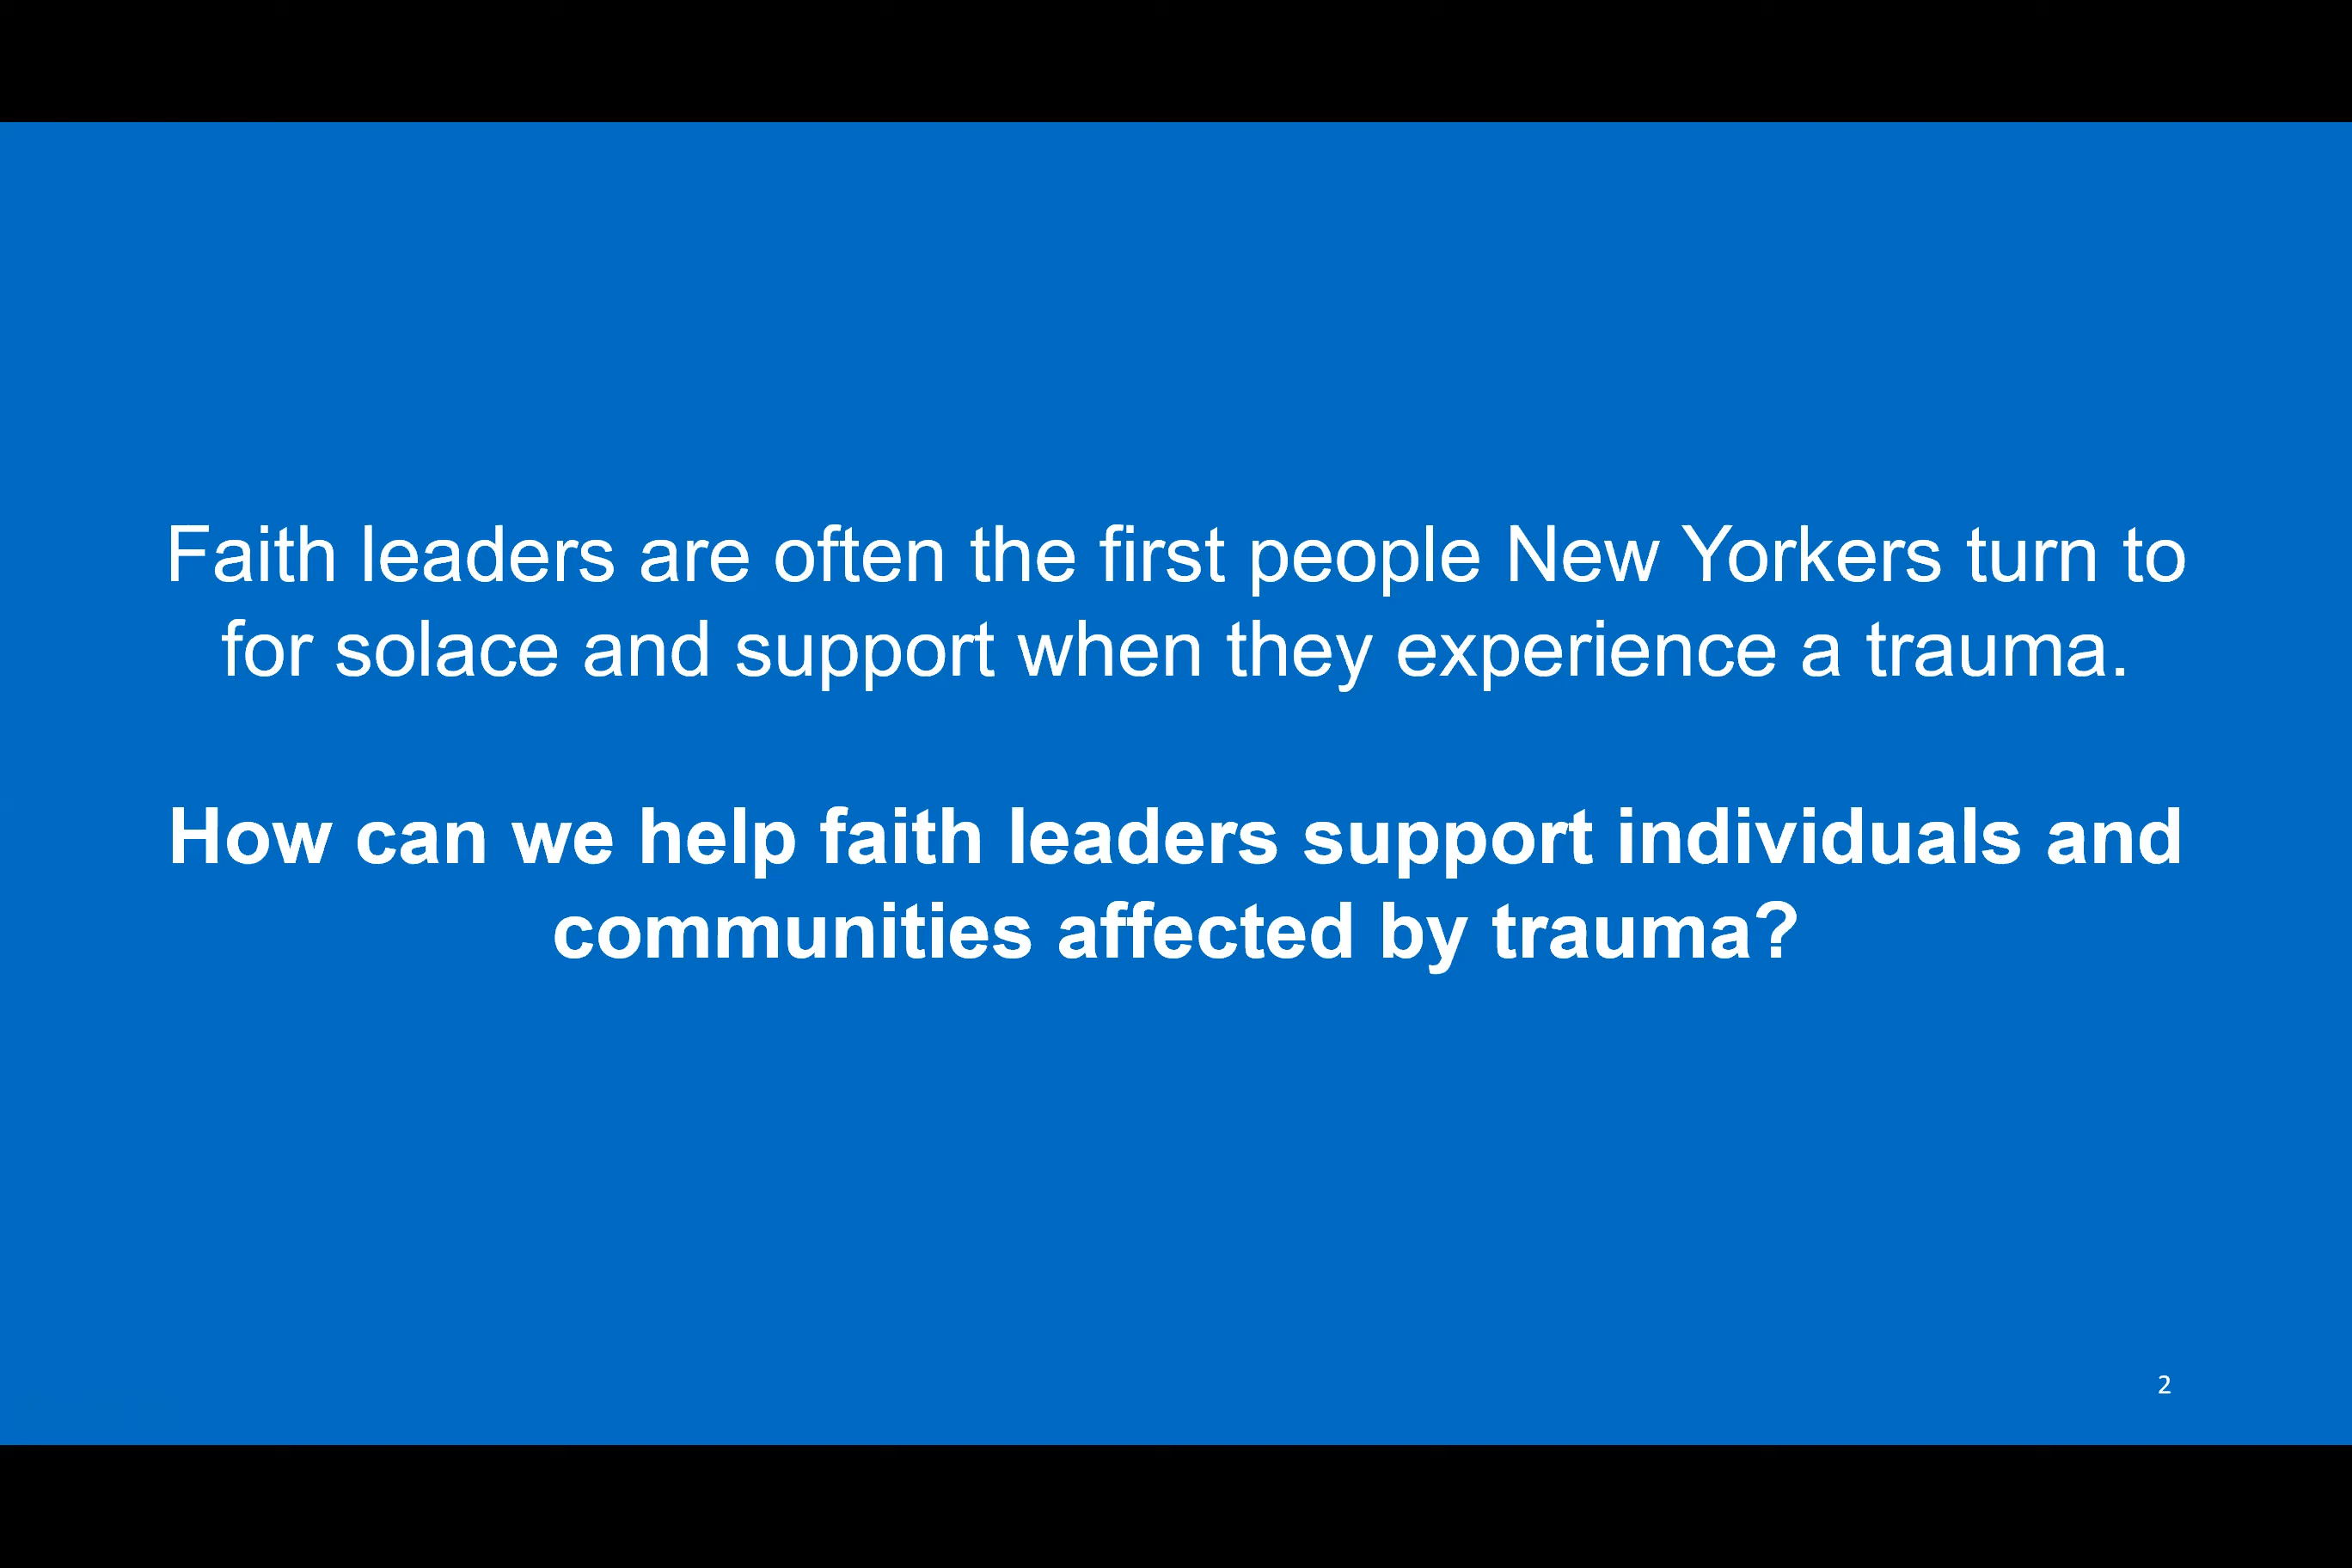 Faith leaders are often the first people New Yorkers turn to
for solace and support when they experience a trauma.
How can we help faith leaders support individuals and
communities affected by trauma?
2